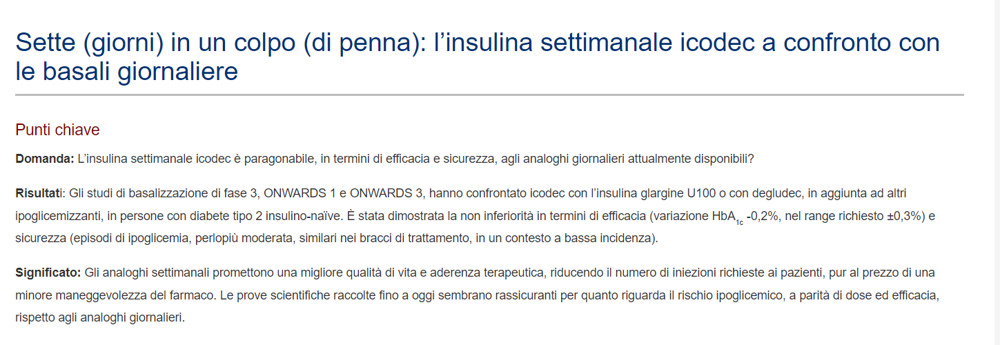 Sette (giorni) in un colpo (di penna): l’insulina settimanale icodec a confronto con
le basali giornaliere
Punti chiave
Domanda: L’insulina settimanale icodec è paragonabile, in termini di efficacia e sicurezza, agli analoghi giornalieri attualmente disponibili?
Risultati: Gli studi di basalizzazione di fase 3, ONWARDS 1 e ONWARDS 3, hanno confrontato icodec con l’insulina glargine U100 o con degludec, in aggiunta ad altri
ipoglicemizzanti, in persone con diabete tipo 2 insulino-naïve. È stata dimostrata la non inferiorità in termini di efficacia (variazione HbA1c -0,2%, nel range richiesto ±0,3%) e
sicurezza (episodi di ipoglicemia, perlopiù moderata, similari nei bracci di trattamento, in un contesto a bassa incidenza).
Significato: Gli analoghi settimanali promettono una migliore qualità di vita e aderenza terapeutica, riducendo il numero di iniezioni richieste ai pazienti, pur al prezzo di una
minore maneggevolezza del farmaco. Le prove scientifiche raccolte fino a oggi sembrano rassicuranti per quanto riguarda il rischio ipoglicemico, a parità di dose ed efficacia,
rispetto agli analoghi giornalieri.